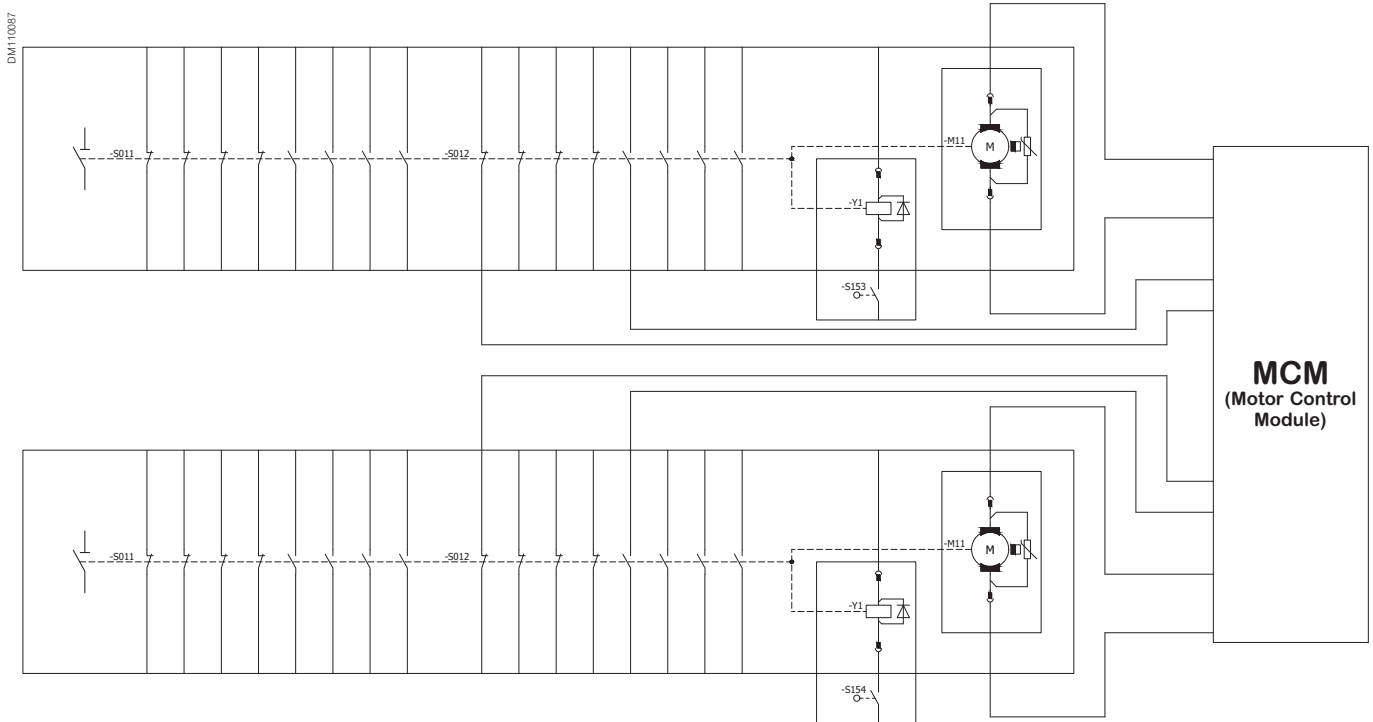 DM110087
-S011
-S012
-M11
M
-Y1
-S153
MCM
(Motor Control
Module)
-S011
-S012
-M11
M
-Y1
-S154